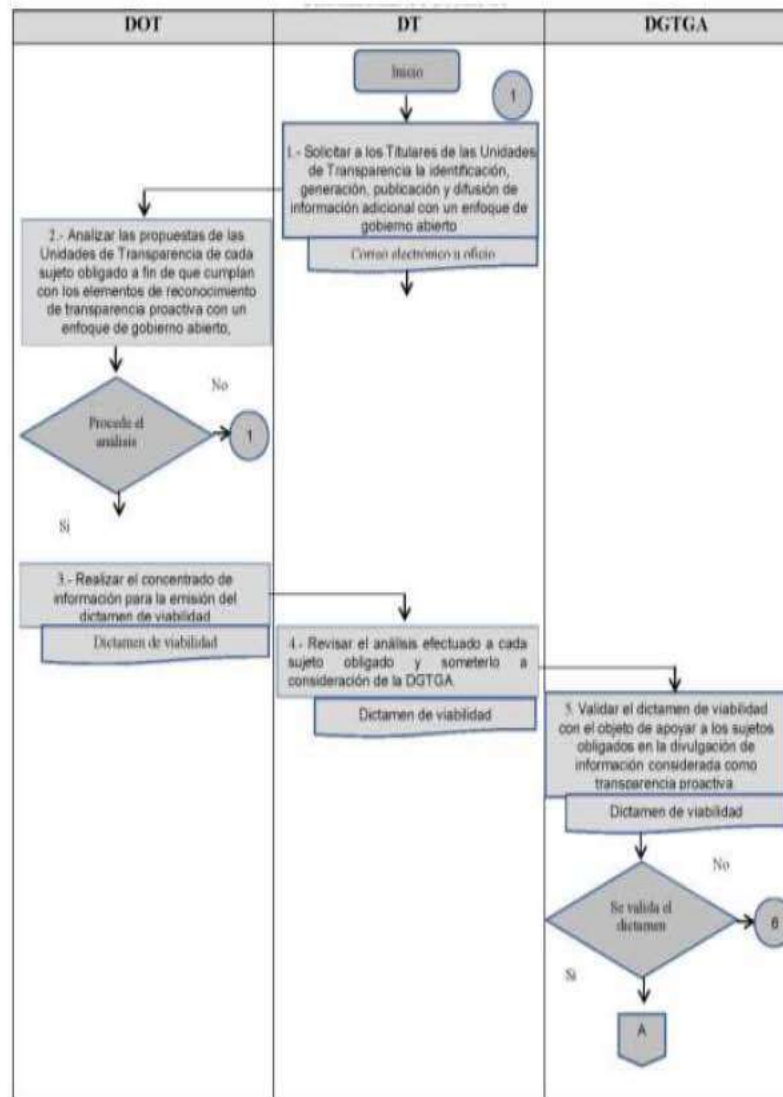 DOT
DT
DGTGA
Inicio
1
1.- Solicitar a los Titulares de las Unidades
de Transparencia la identificación,
generación, publicación y difusión de
información adicional con un enfoque de
gobierno abierto
Correo electrónico u oficio
2.- Analizar las propuestas de las
Unidades de Transparencia de cada
sujeto obligado a fin de que cumplan
con los elementos de reconocimiento
de transparencia proactiva con un
enfoque de gobierno abierto,
No
Procede el
análisis
1
Si
3.- Realizar el concentrado de
información para la emisión del
dictamen de viabilidad
Dictamen de viabilidad
4.- Revisar el análisis efectuado a cada
sujeto obligado y someterlo a
consideración de la DGTGA
Dictamen de viabilidad
5. Validar el dictamen de viabilidad
con el objeto de apoyar a los sujetos
obligados en la divulgación de
información considerada como
transparencia proactiva
Dictamen de viabilidad
No
Se valida el
dictamen
6
Si
A